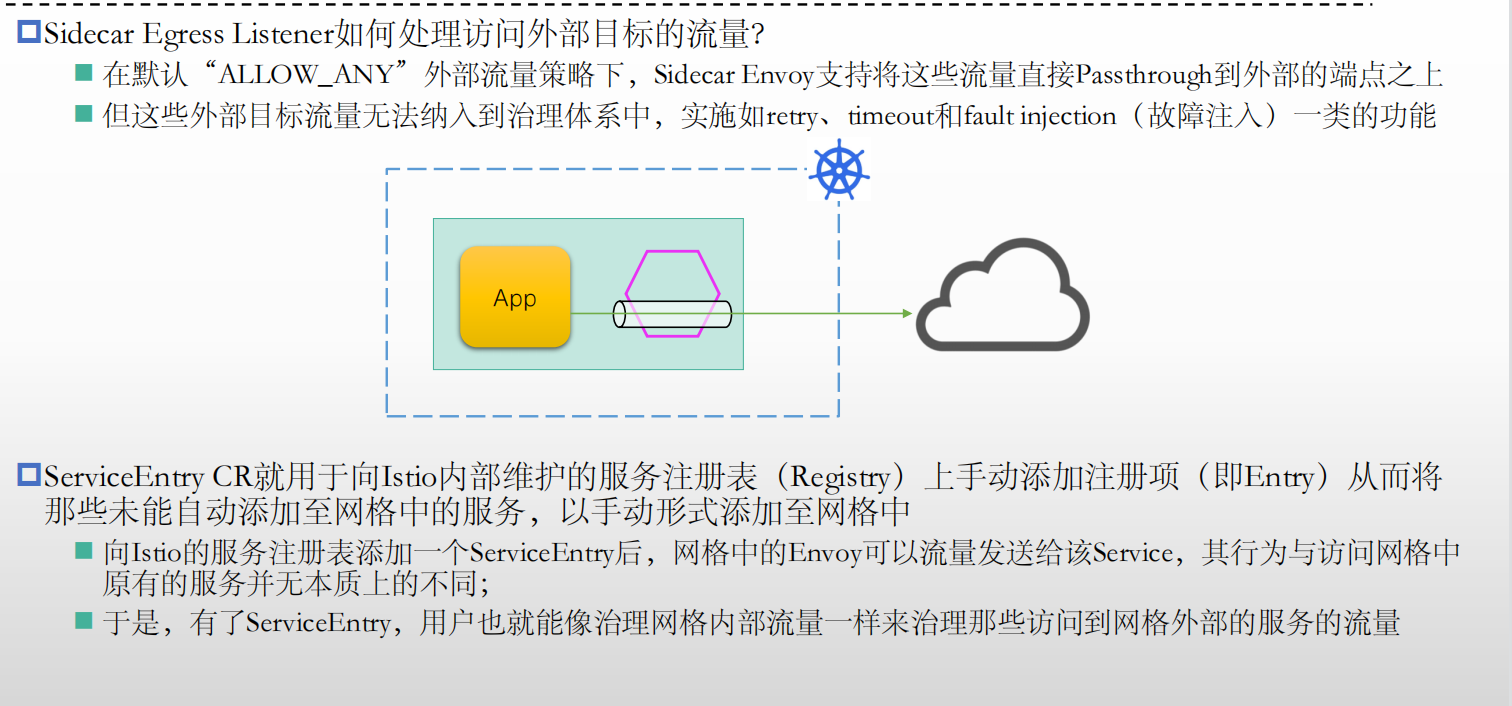 Sidecar Egress Listener如何处理访问外部目标的流量?
在默认“ALLOW_ANY”外部流量策略下，Sidecar Envoy支持将这些流量直接Passthrough到外部的端点之上
但这些外部目标流量无法纳入到治理体系中，实施如retry、timeout和fault injection（故障注入）一类的功能
App
ServiceEntry CR就用于向Istio内部维护的服务注册表（Registry）上手动添加注册项（即Entry）从而将
那些未能自动添加至网格中的服务，以手动形式添加至网格中
向Istio的服务注册表添加一个ServiceEntry后，网格中的Envoy可以流量发送给该Service，其行为与访问网格中
原有的服务并无本质上的不同；
于是，有了ServiceEntry，用户也就能像治理网格内部流量一样来治理那些访问到网格外部的服务的流量